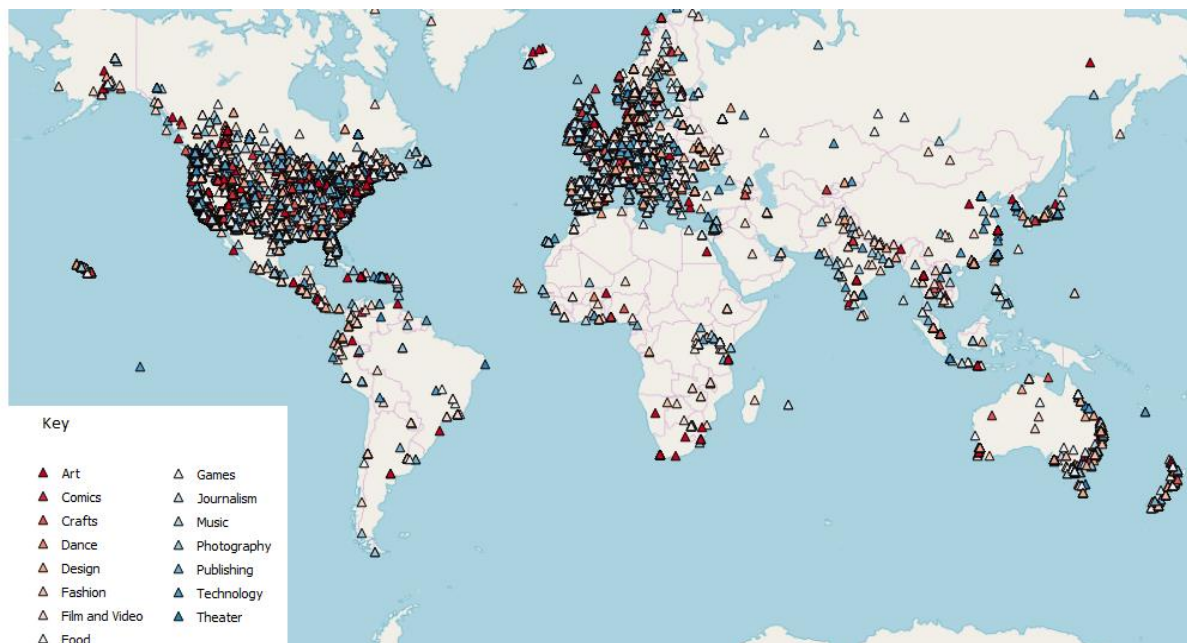 Key
Art
Comics
Crafts
Dance
Design
Fashion
Film and Video
Food
Games
Journalism
Music
Photography
Publishing
Technology
Theater